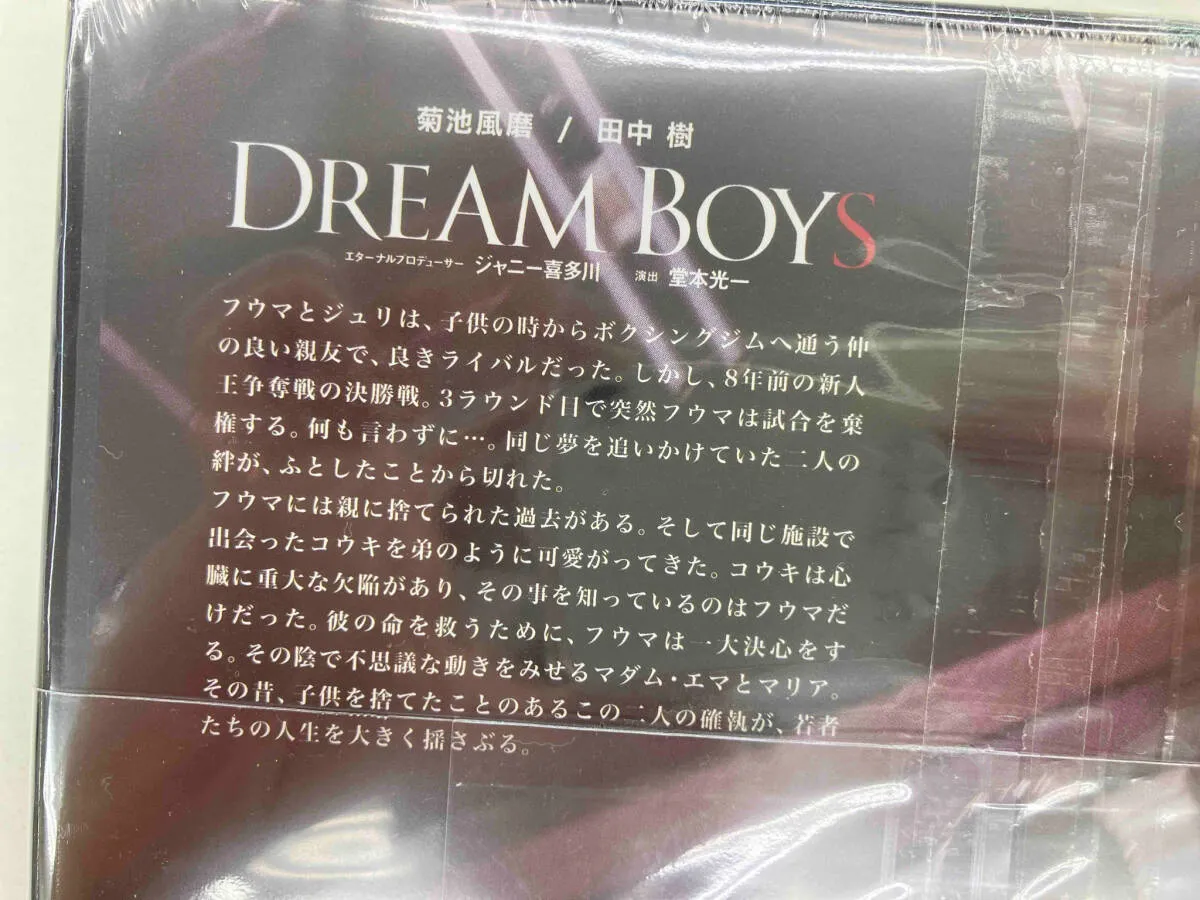 菊池風磨 / 田中 樹
DREAM BOYS
エターナルプロデューサー ジャニー喜多川 演出 堂本光一
フウマとジュリは、子供の時からボクシングジムへ通う仲
の良い親友で、良きライバルだった。しかし、8年前の新人
王争奪戦の決勝戦。3ラウンド目で突然フウマは試合を棄
権する。何も言わずに…。同じ夢を追いかけていた二人の
絆が、ふとしたことから切れた。
フウマには親に捨てられた過去がある。そして同じ施設で
出会ったコウキを弟のように可愛がってきた。コウキは心
臓に重大な欠陥があり、その事を知っているのはフウマだ
けだった。彼の命を救うために、フウマは一大決心をす
る。その陰で不思議な動きをみせるマダム・エマとマリア。
その昔、子供を捨てたことのあるこの二人の確執が、若者
たちの人生を大きく揺さぶる。